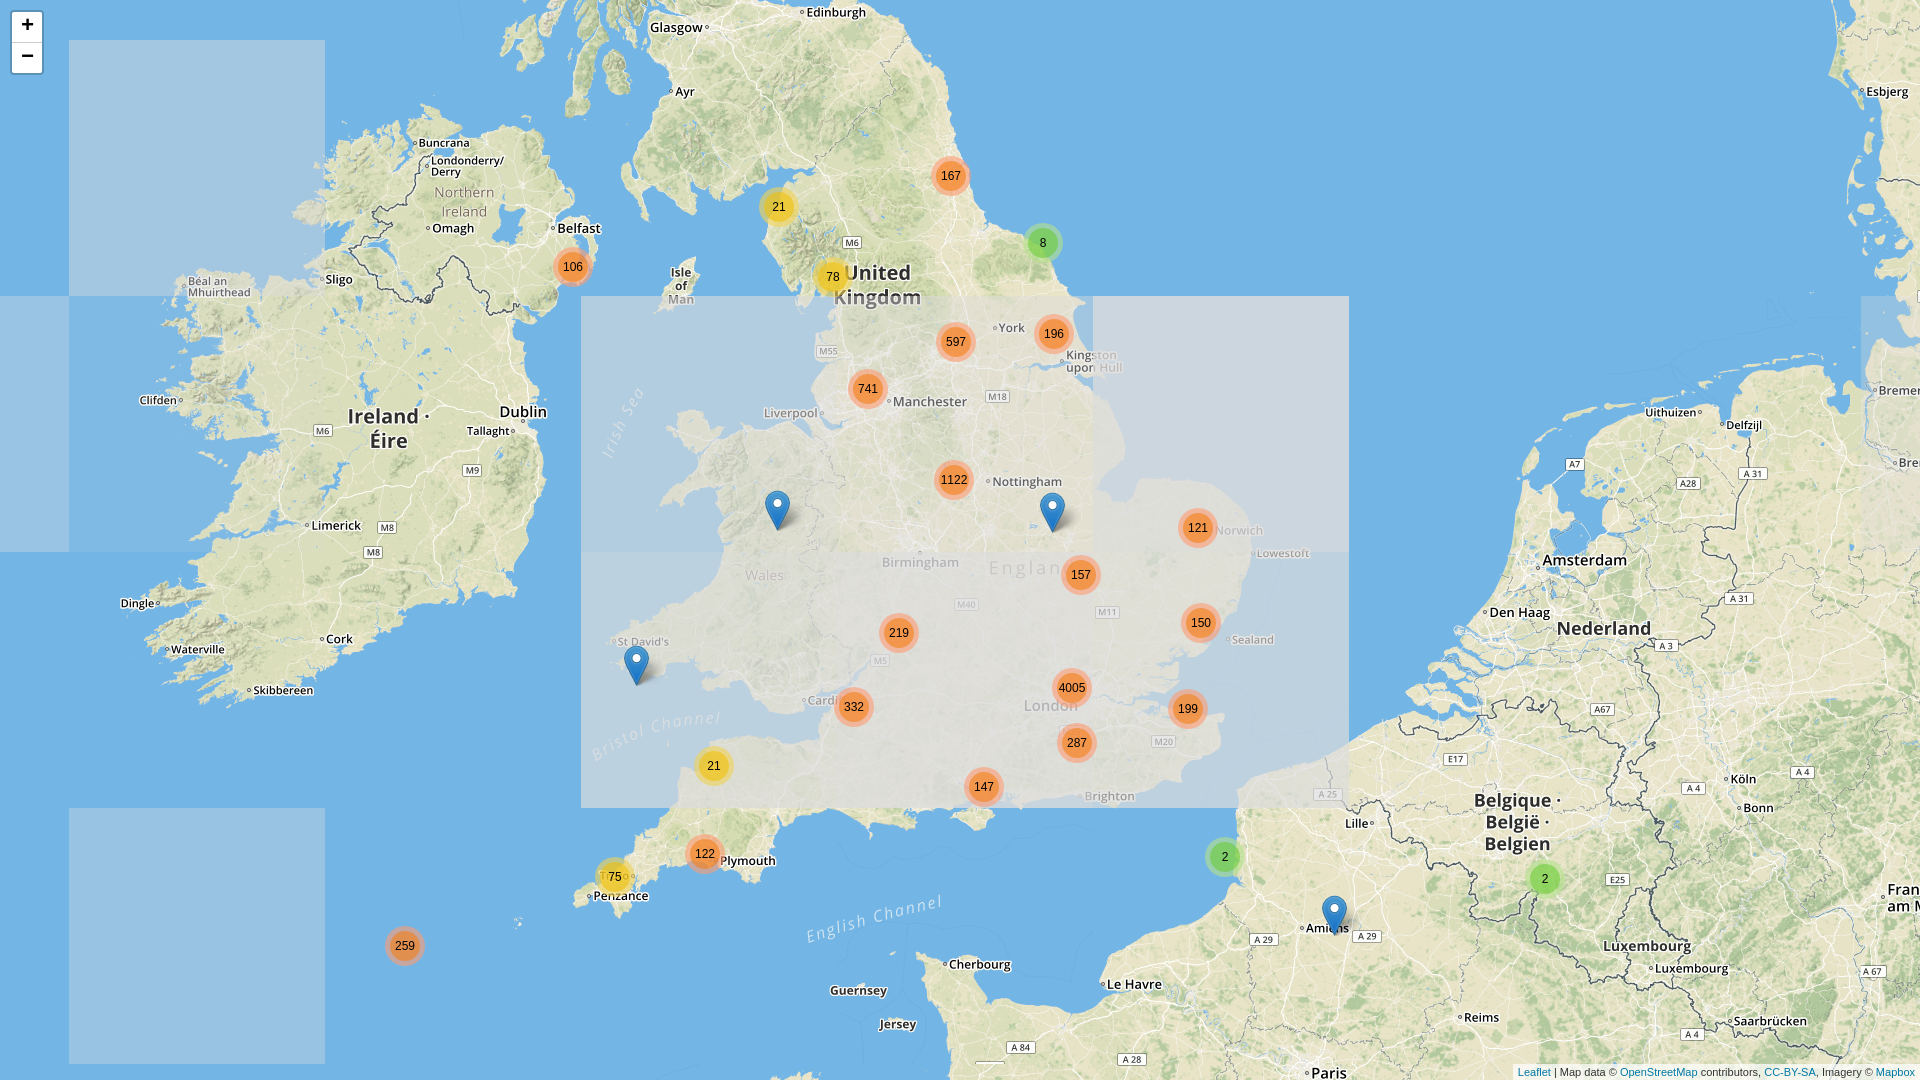 +
−
Edinburgh
Glasgow
Ayr
Esbjerg
Buncrana
Londonderry/
Derry
Northern
Ireland
Omagh
Belfast
167
21
8
M6
106
78
United
Kingdom
Isle
of
Man
Sligo
Béal an
Mhuirthead
York
196
597
Kingston
upon Hull
M55
741
Manchester
M18
Liverpool
Irish Sea
Clifden
Ireland ·
Éire
Dublin
Tallaght
M6
M9
Uithuizen
Delfzijl
A7
A 31
A28
1122
Nottingham
Limerick
M8
M8
121
Norwich
Lowestoft
Birmingham
Wales
Englan
157
Amsterdam
M40
M11
Dingle
Den Haag
A 31
Nederland
150
Sealand
219
St David's
Cork
Waterville
A 3
M5
Skibbereen
4005
London
332
199
A67
Bristol Channel
287
M20
E17
21
147
Brighton
A 25
Köln
A 4
A 4
Bonn
Belgique ·
België ·
Belgien
Lille
122
Plymouth
75
Penzance
2
2
E25
259
English Channel
Amiens
A 29
A 29
Luxembourg
Luxembourg
A 67
Cherbourg
Le Havre
Guernsey
Jersey
Reims
Saarbrücken
A 84
A 28
A 4
Paris
Leaflet | Map data © OpenStreetMap contributors, CC-BY-SA, Imagery © Mapbox